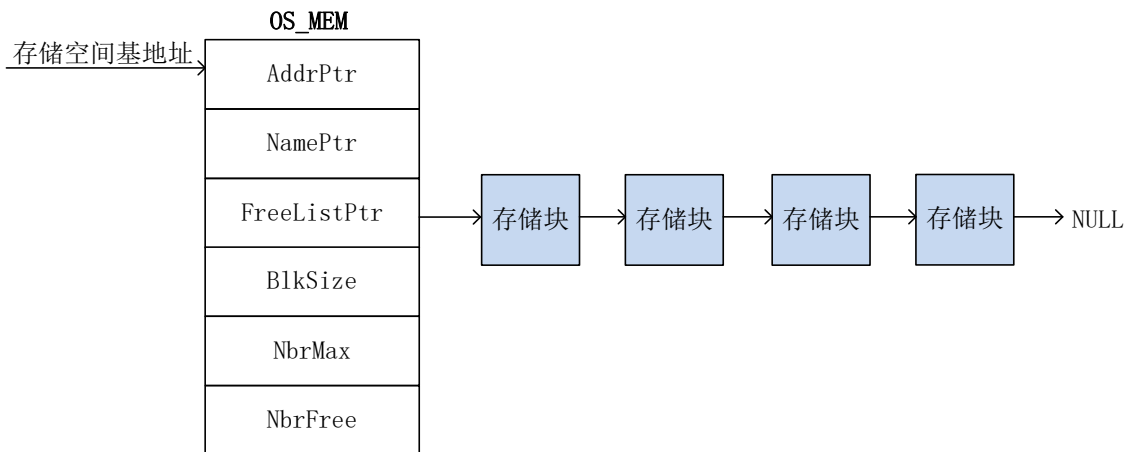 OS_MEM
存储空间基地址
AddrPtr
NamePtr
FreeListPtr
存储块 存储块 存储块 存储块 NULL
BlkSize
NbrMax
NbrFree